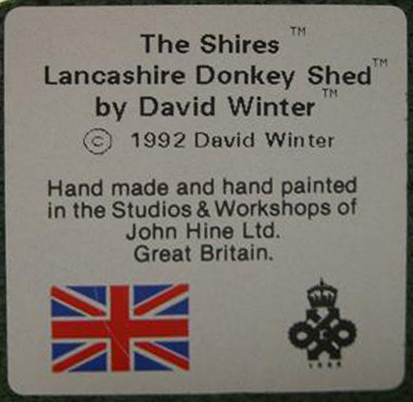 The Shires™
Lancashire Donkey Shed™
by David Winter™
© 1992 David Winter
Hand made and hand painted
in the Studios & Workshops of
John Hine Ltd.
Great Britain.